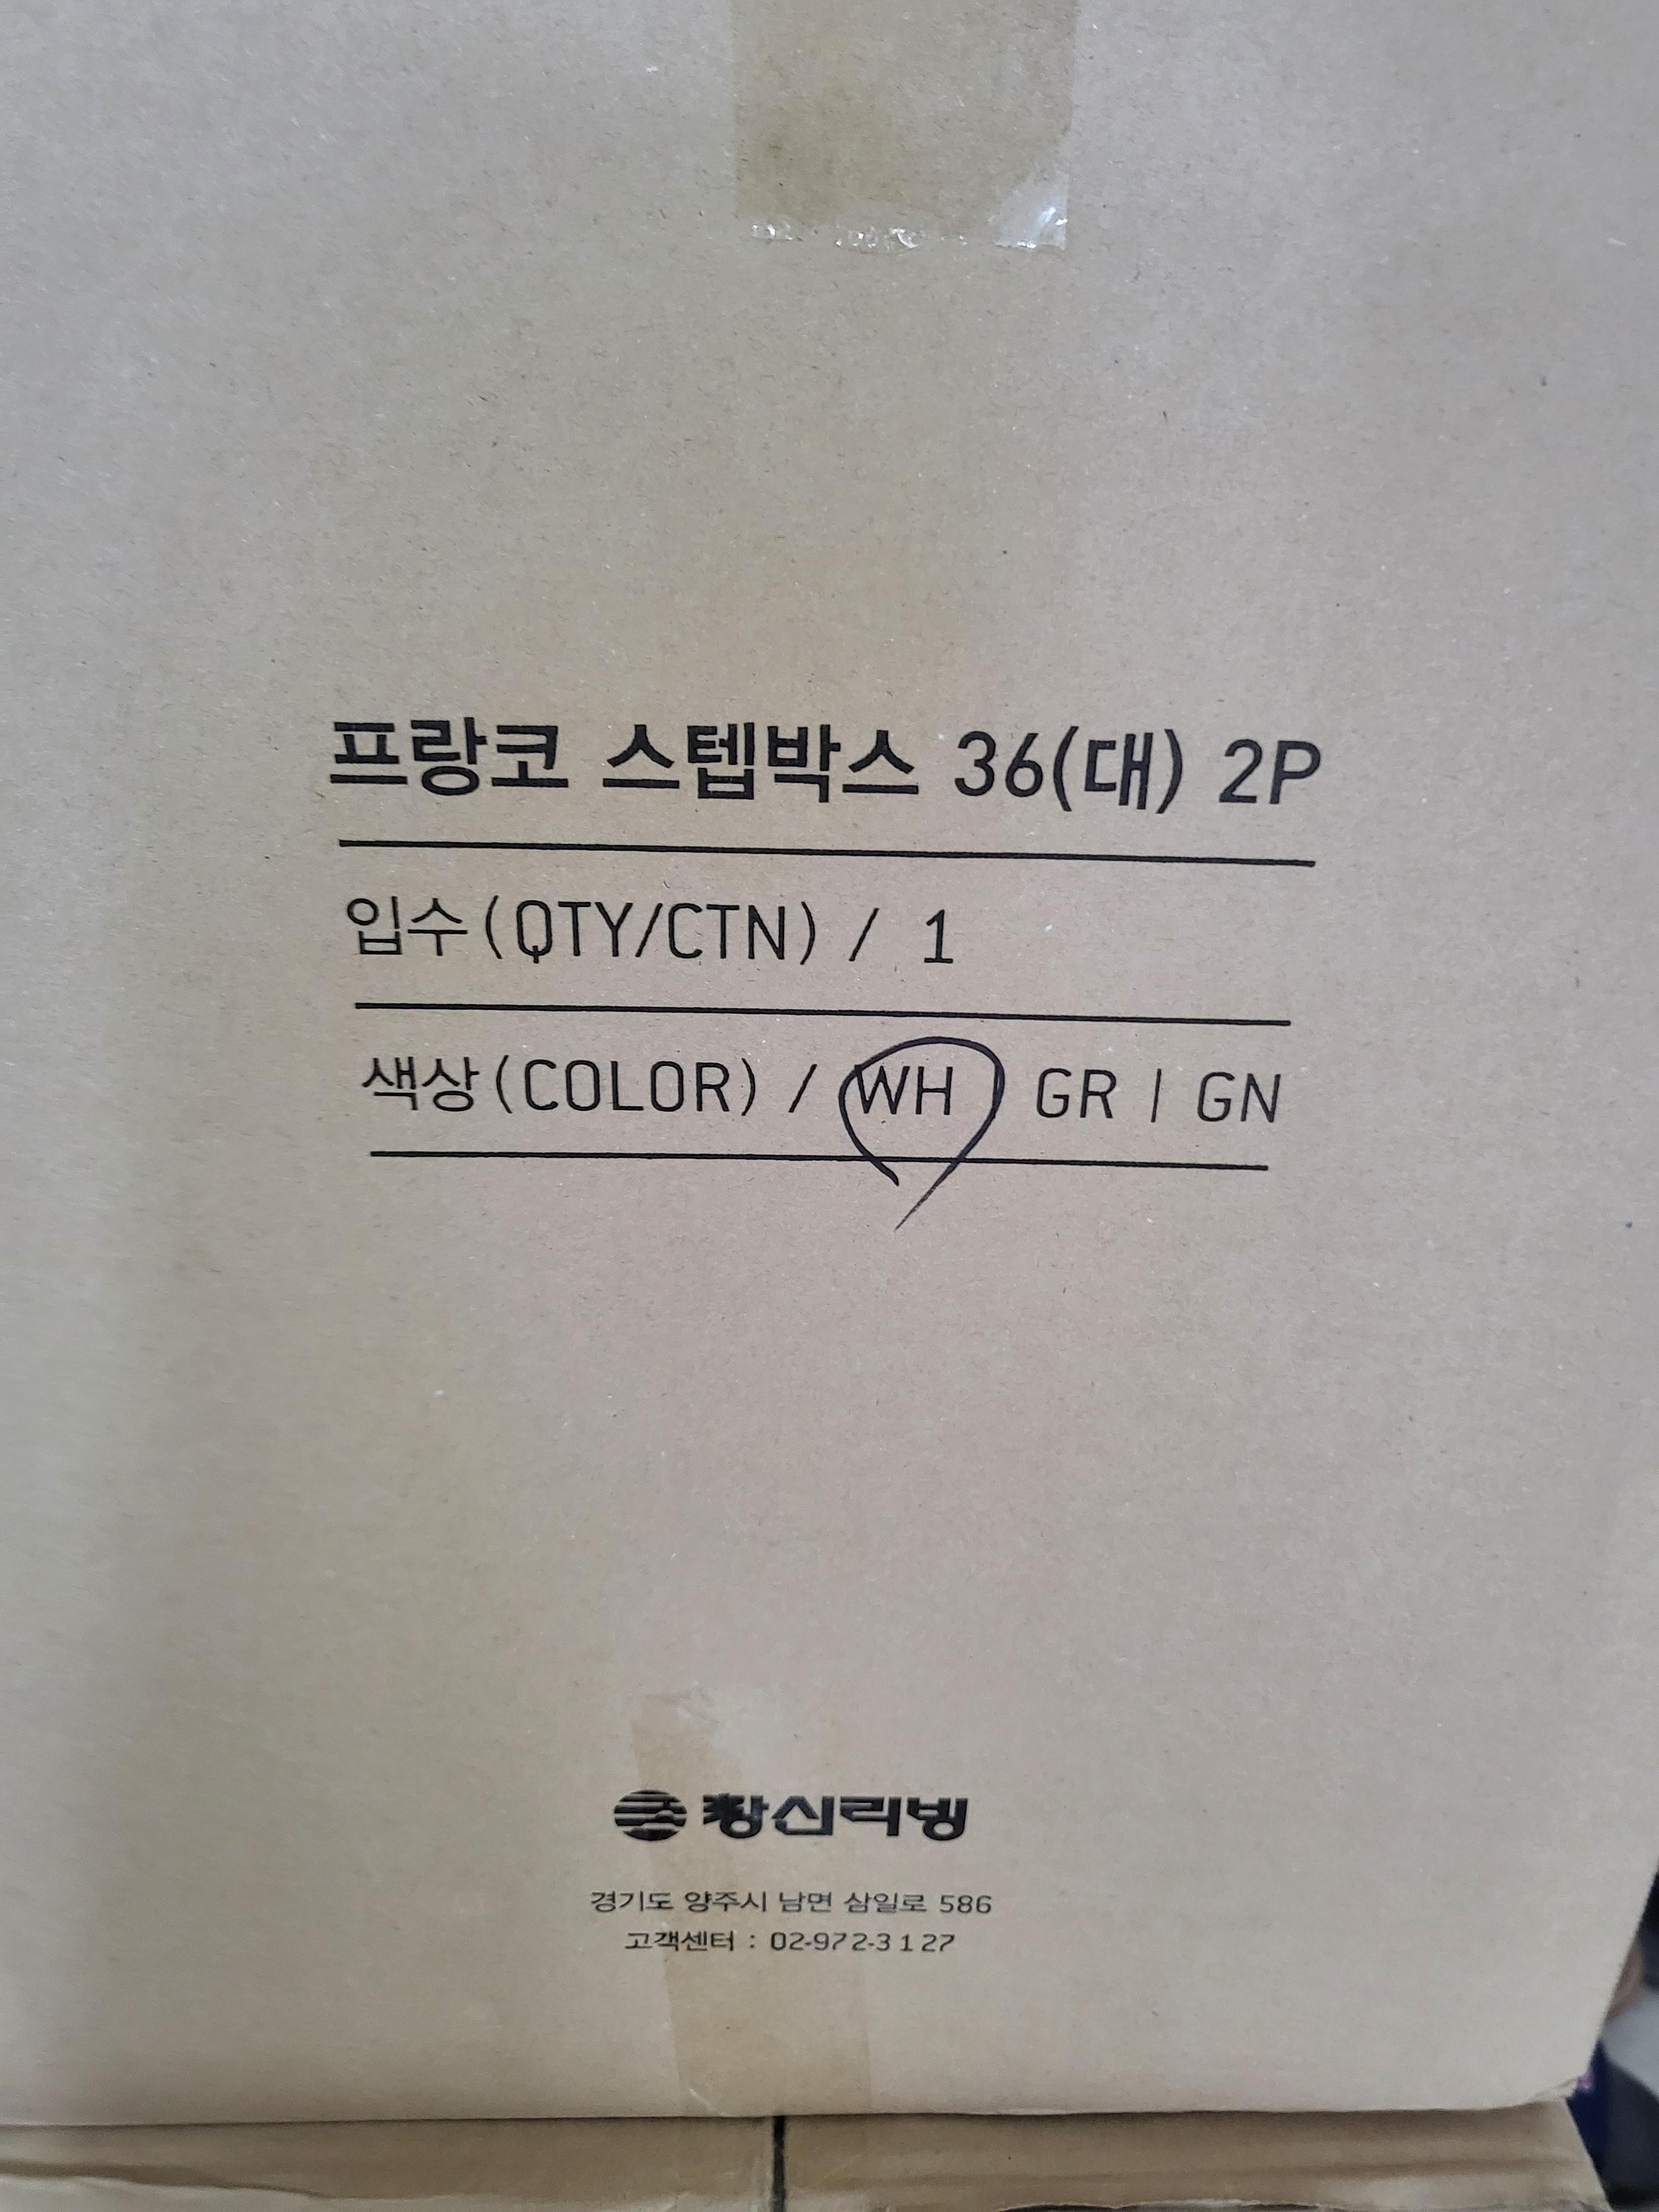 프랑코 스텝박스 36(대) 2P
입수(QTY/CTN) / 1
색상(COLOR) / WH GR | GN
창신리빙
경기도 양주시 남면 삼일로 586
고객센터 : 02-972-3127